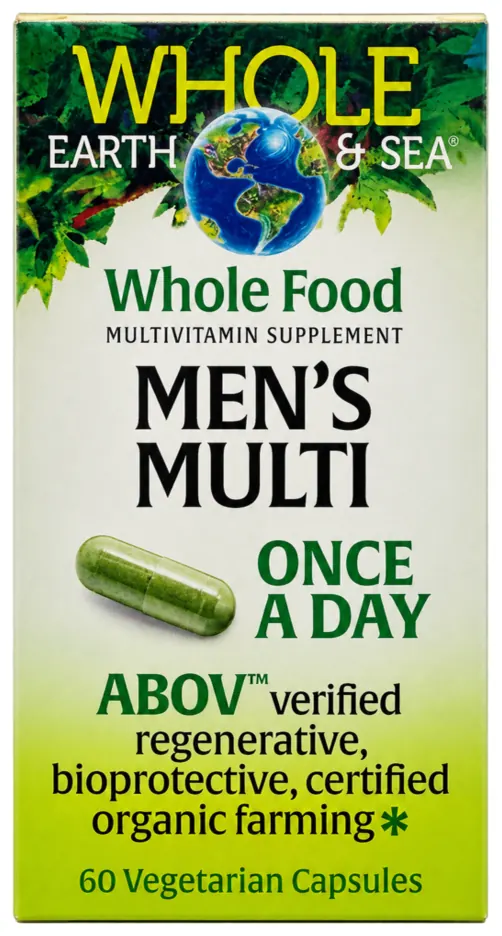 WHOLE
EARTH & SEA®
Whole Food
MULTIVITAMIN SUPPLEMENT
MEN'S
MULTI
ONCE
A DAY
ABOV™ verified
regenerative,
bioprotective, certified
organic farming*
60 Vegetarian Capsules